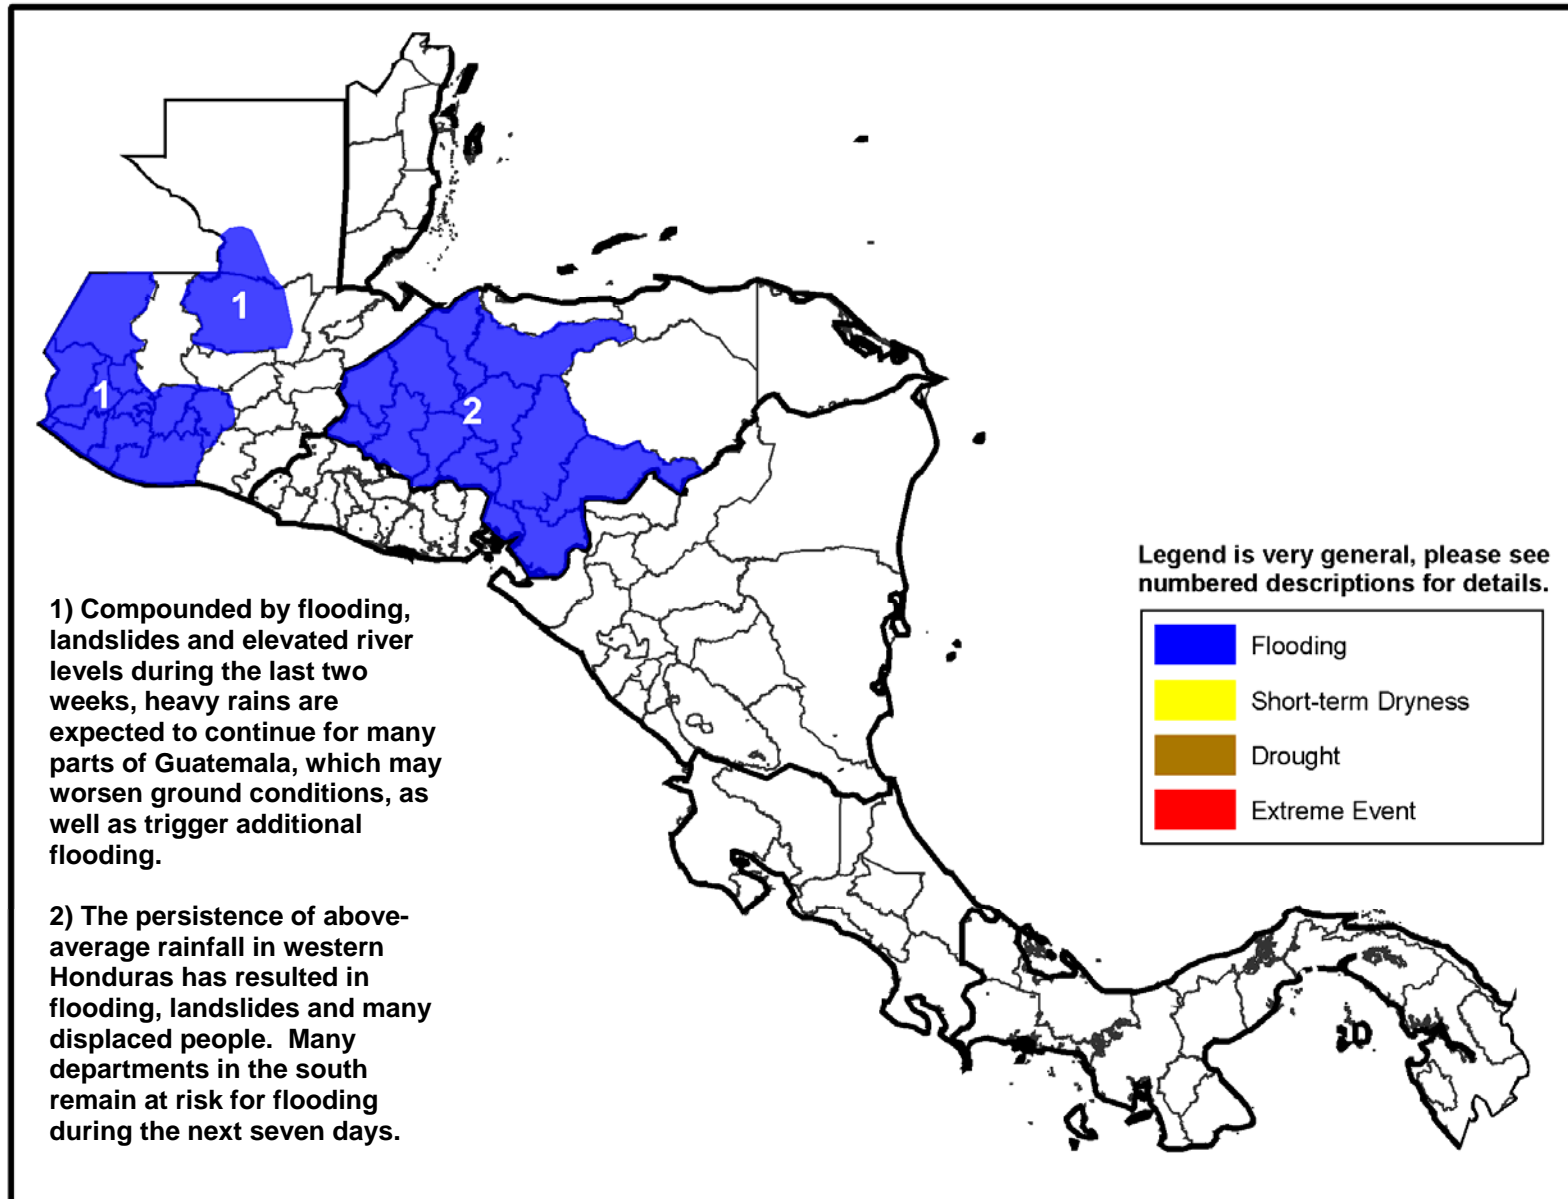 1
1
2
1) Compounded by flooding,
landslides and elevated river
levels during the last two
weeks, heavy rains are
expected to continue for many
parts of Guatemala, which may
worsen ground conditions, as
well as trigger additional
flooding.
2) The persistence of above-
average rainfall in western
Honduras has resulted in
flooding, landslides and many
displaced people.  Many
departments in the south
remain at risk for flooding
during the next seven days.
Legend is very general, please see
numbered descriptions for details.
Flooding
Short-term Dryness
Drought
Extreme Event